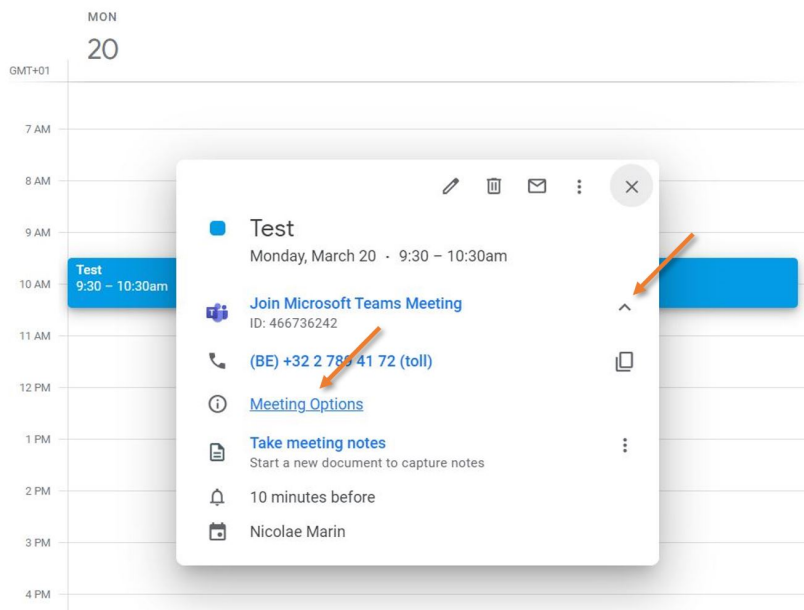 MON
20
GMT+01
7 AM
8 AM
9 AM
10 AM
11 AM
12 PM
1 PM
2 PM
3 PM
4 PM
Test
9:30 – 10:30am
Test
Monday, March 20 · 9:30 – 10:30am
Join Microsoft Teams Meeting
ID: 466736242
(BE) +32 2 789 41 72 (toll)
Meeting Options
Take meeting notes
Start a new document to capture notes
10 minutes before
Nicolae Marin